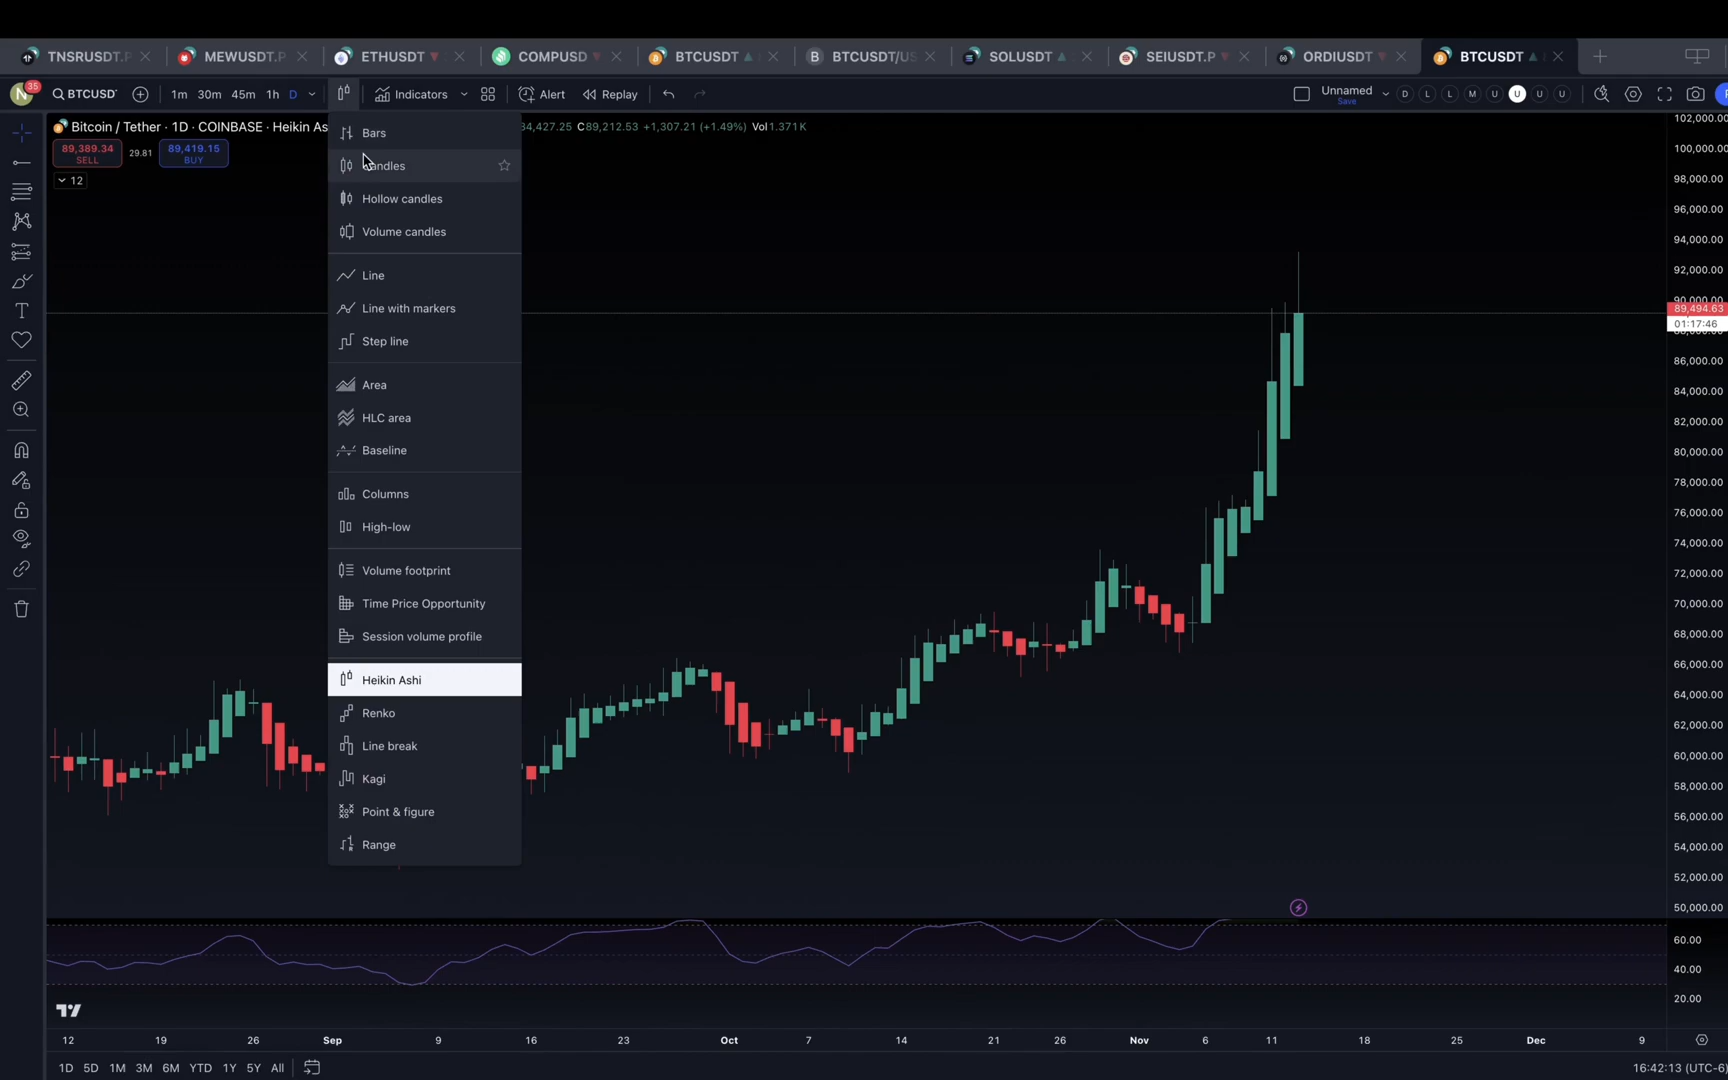 TNSRUSDT.P
MEWUSDT.P
ETHUSDT
COMPUSD
BTCUSDT
BTCUSDT/US
SOLUSDT
SEIUSDT.P
ORDIUSDT
BTCUSDT
N
35
BTCUSD
1m 30m 45m 1h D
Indicators
Alert
Replay
Unnamed
Save
D L L M U U U U
Bitcoin / Tether · 1D · COINBASE · Heikin As
34,427.25 C89,212.53 +1,307.21 (+1.49%) Vol1.371 K
89,389.34
SELL
29.81
89,419.15
BUY
12
Bars
Candles
Hollow candles
Volume candles
Line
Line with markers
Step line
Area
HLC area
Baseline
Columns
High-low
Volume footprint
Time Price Opportunity
Session volume profile
Heikin Ashi
Renko
Line break
Kagi
Point & figure
Range
102,000.00
100,000.00
98,000.00
96,000.00
94,000.00
92,000.00
90,000.00
89,494.63
01:17:46
88,000.00
86,000.00
84,000.00
82,000.00
80,000.00
78,000.00
76,000.00
74,000.00
72,000.00
70,000.00
68,000.00
66,000.00
64,000.00
62,000.00
60,000.00
58,000.00
56,000.00
54,000.00
52,000.00
50,000.00
60.00
40.00
20.00
12 19 26 Sep 9 16 23 Oct 7 14 21 26 Nov 6 11 18 25 Dec 9
1D 5D 1M 3M 6M YTD 1Y 5Y All
16:42:13 (UTC-6)